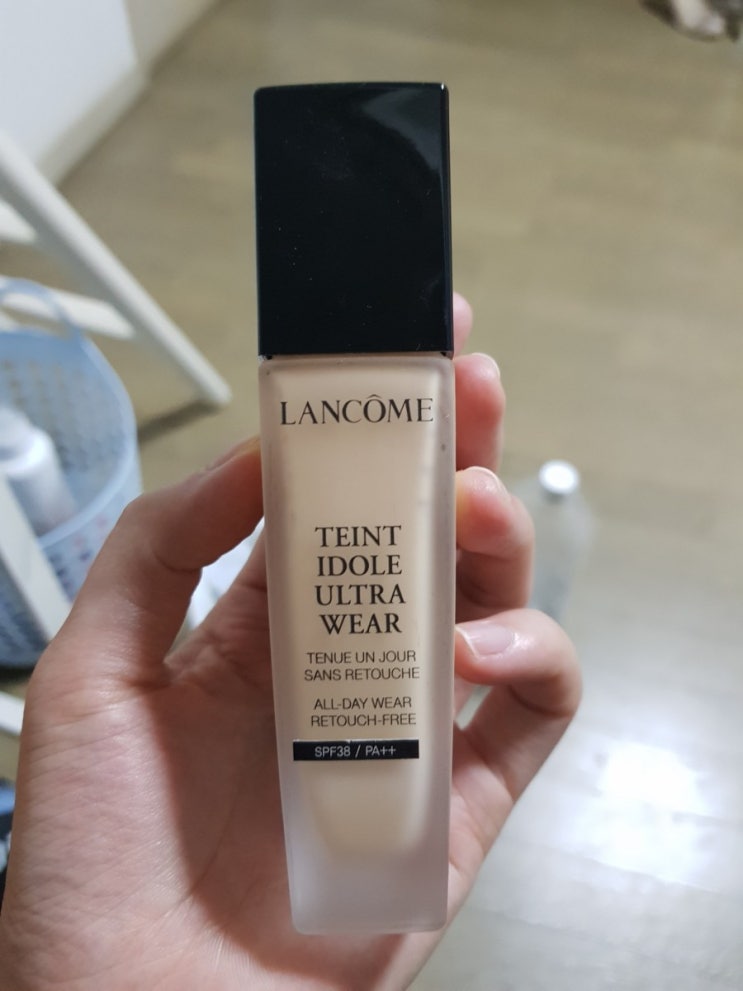 LANCÔME
TEINT
IDOLE
ULTRA
WEAR
TENUE UN JOUR
SANS RETOUCHE
ALL-DAY WEAR
RETOUCH-FREE
SPF38 / PA++